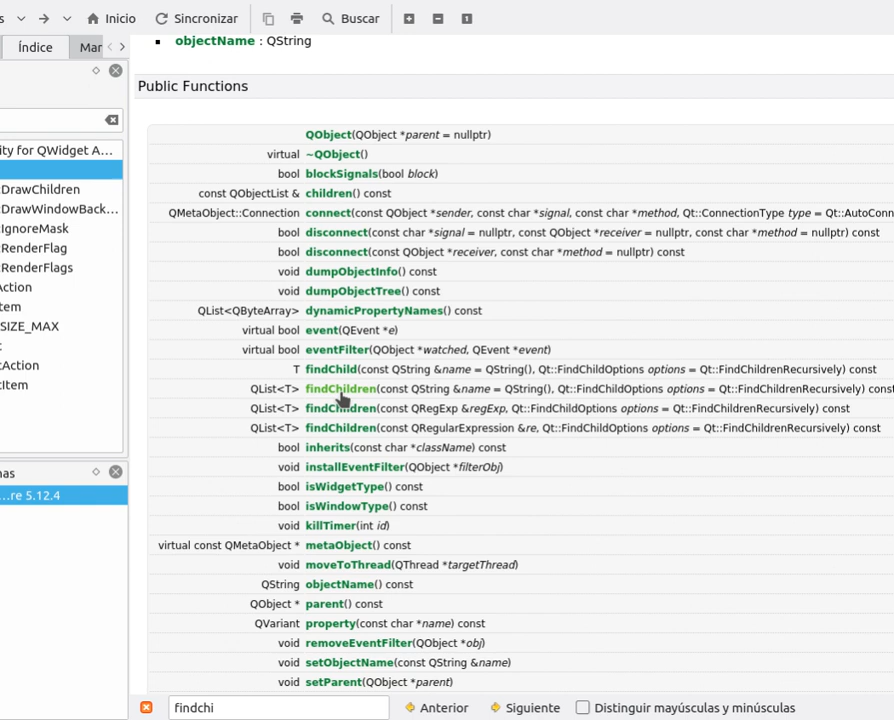 s Inicio Sincronizar Buscar
Índice Mar
objectName : QString
Public Functions
ity for QWidget A...
:DrawChildren
:DrawWindowBack...
:IgnoreMask
:RenderFlag
:RenderFlags
Action
tem
SIZE_MAX
t
cAction
cItem
nas
...re 5.12.4
QObject(QObject *parent = nullptr)
virtual ~QObject()
bool blockSignals(bool block)
const QObjectList & children() const
QMetaObject::Connection connect(const QObject *sender, const char *signal, const char *method, Qt::ConnectionType type = Qt::AutoConn
bool disconnect(const char *signal = nullptr, const QObject *receiver = nullptr, const char *method = nullptr) const
bool disconnect(const QObject *receiver, const char *method = nullptr) const
void dumpObjectInfo() const
void dumpObjectTree() const
QList<QByteArray> dynamicPropertyNames() const
virtual bool event(QEvent *e)
virtual bool eventFilter(QObject *watched, QEvent *event)
T findChild(const QString &name = QString(), Qt::FindChildOptions options = Qt::FindChildrenRecursively) const
QList<T> findChildren(const QString &name = QString(), Qt::FindChildOptions options = Qt::FindChildrenRecursively) const
QList<T> findChildren(const QRegExp &regExp, Qt::FindChildOptions options = Qt::FindChildrenRecursively) const
QList<T> findChildren(const QRegularExpression &re, Qt::FindChildOptions options = Qt::FindChildrenRecursively) const
bool inherits(const char *className) const
void installEventFilter(QObject *filterObj)
bool isWidgetType() const
bool isWindowType() const
void killTimer(int id)
virtual const QMetaObject * metaObject() const
void moveToThread(QThread *targetThread)
QString objectName() const
QObject * parent() const
QVariant property(const char *name) const
void removeEventFilter(QObject *obj)
void setObjectName(const QString &name)
void setParent(QObject *parent)
findchi Anterior Siguiente Distinguir mayúsculas y minúsculas